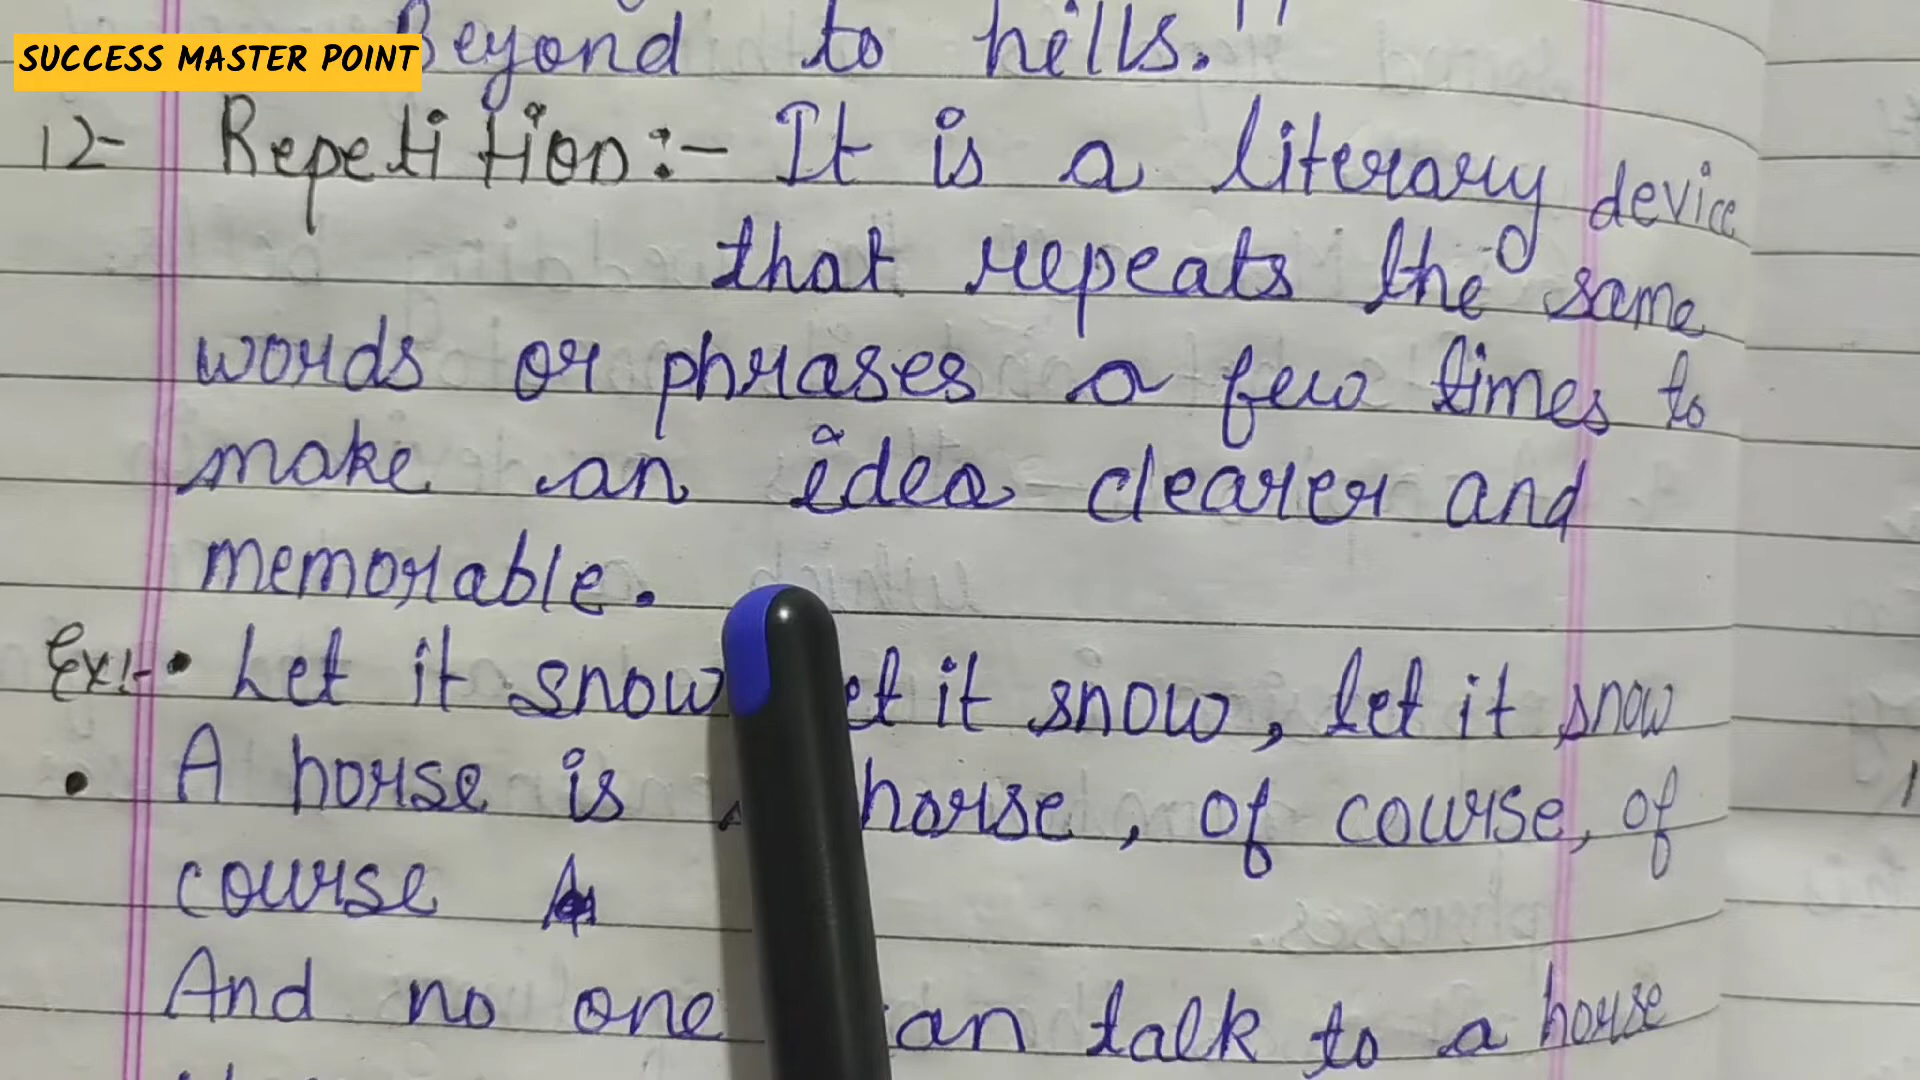 Beyond to hills."
SUCCESS MASTER POINT
12- Repetition:- It is a literary device
that repeats the same
words or phrases a few times to
make an idea clearer and
memorable.
Ex:- • Let it snow et it snow, let it snow
• A horse is horse, of course, of
course
And no one an talk to a horse